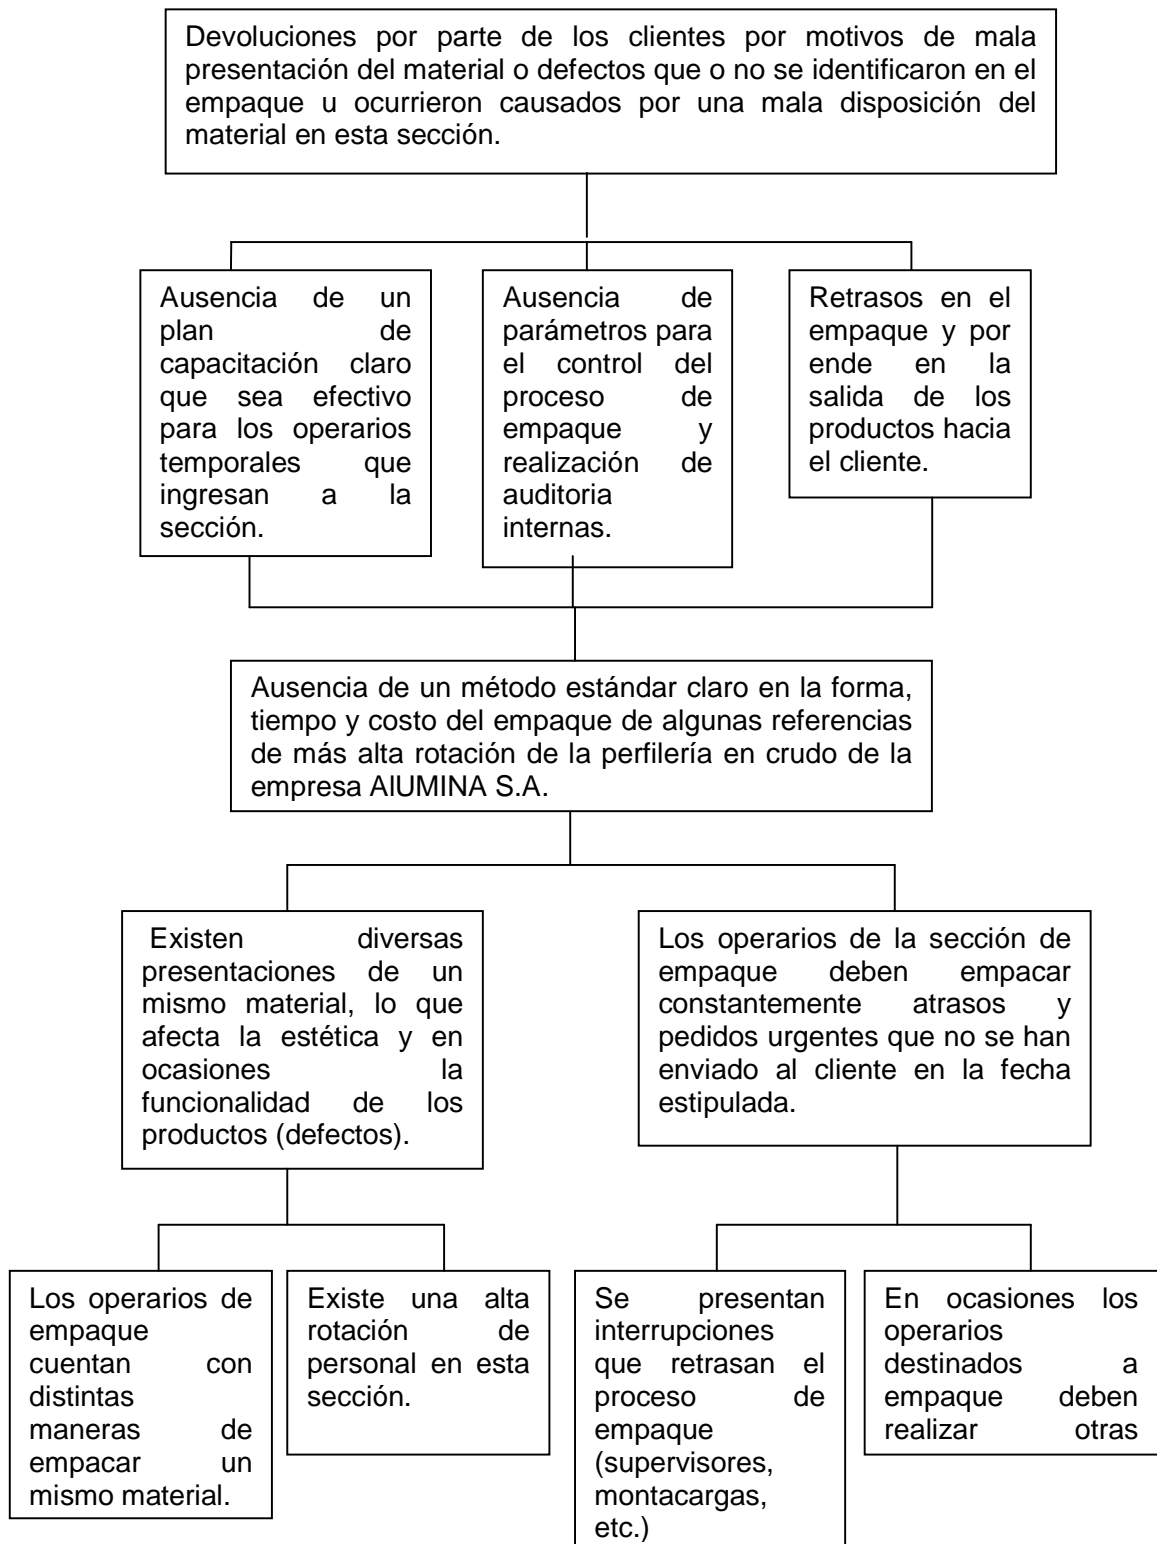 Devoluciones por parte de los clientes por motivos de mala
presentación del material o defectos que o no se identificaron en el
empaque u ocurrieron causados por una mala disposición del
material en esta sección.
Ausencia de un
plan de
capacitación claro
que sea efectivo
para los operarios
temporales que
ingresan a la
sección.
Ausencia de
parámetros para
el control del
proceso de
empaque y
realización de
auditoria
internas.
Retrasos en el
empaque y por
ende en la
salida de los
productos hacia
el cliente.
Ausencia de un método estándar claro en la forma,
tiempo y costo del empaque de algunas referencias
de más alta rotación de la perfilería en crudo de la
empresa AlUMINA S.A.
Existen diversas
presentaciones de un
mismo material, lo que
afecta la estética y en
ocasiones la
funcionalidad de los
productos (defectos).
Los operarios de la sección de
empaque deben empacar
constantemente atrasos y
pedidos urgentes que no se han
enviado al cliente en la fecha
estipulada.
Los operarios de
empaque
cuentan con
distintas
maneras de
empacar un
mismo material.
Existe una alta
rotación de
personal en esta
sección.
Se presentan
interrupciones
que retrasan el
proceso de
empaque
(supervisores,
montacargas,
etc.)
En ocasiones los
operarios
destinados a
empaque deben
realizar otras